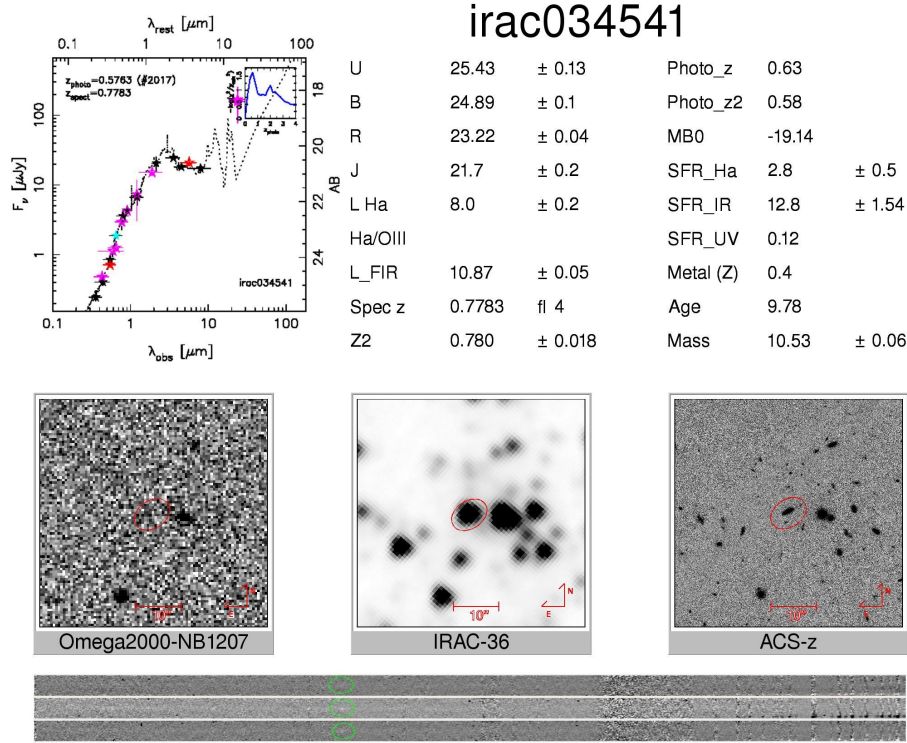 irac034541
λrest [μm]
0.1 1 10 100
zphoto=0.5763 (#2017)
zspect=0.7783
Fν [μJy]
100
10
1
18
20
22
24
AB
0 1 2 3 4
irac034541
0.1 1 10 100
λobs [μm]
U 25.43 ± 0.13 Photo_z 0.63
B 24.89 ± 0.1 Photo_z2 0.58
R 23.22 ± 0.04 MB0 -19.14
J 21.7 ± 0.2 SFR_Ha 2.8 ± 0.5
L Ha 8.0 ± 0.2 SFR_IR 12.8 ± 1.54
Ha/OIII SFR_UV 0.12
L_FIR 10.87 ± 0.05 Metal (Z) 0.4
Spec z 0.7783 fl 4 Age 9.78
Z2 0.780 ± 0.018 Mass 10.53 ± 0.06
10" E N
10" E N
10" E N
Omega2000-NB1207 IRAC-36 ACS-z